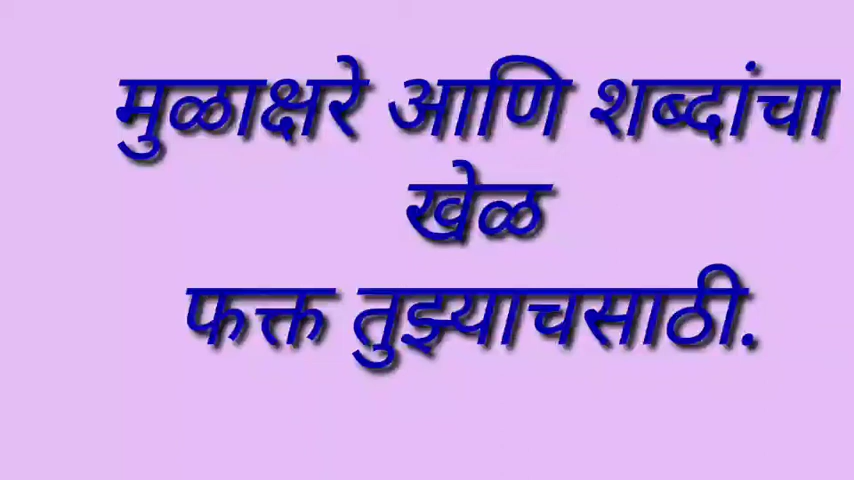 मुळाक्षरे आणि शब्दांचा
खेळ
फक्त तुझ्याचसाठी.